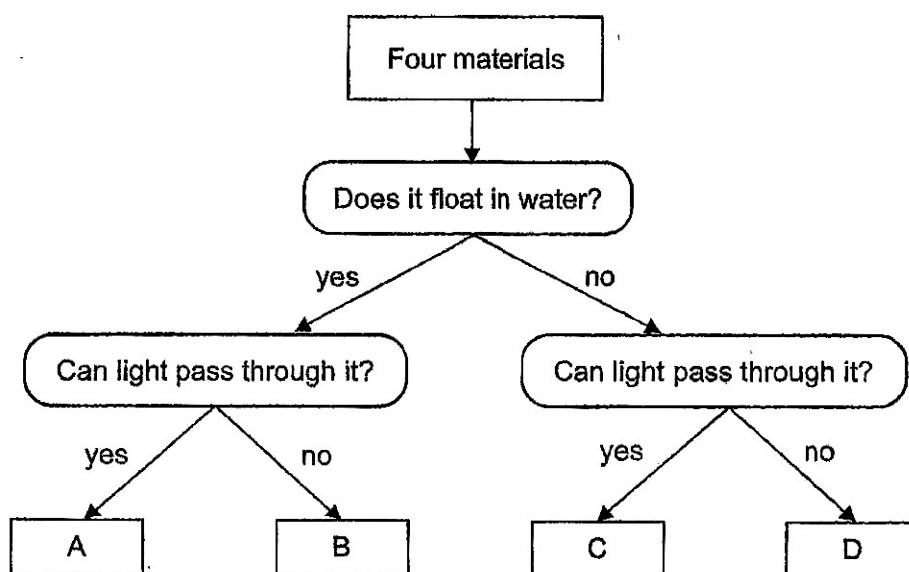 Four materials
Does it float in water?
yes
no
Can light pass through it?
Can light pass through it?
yes
no
yes
no
A
B
C
D